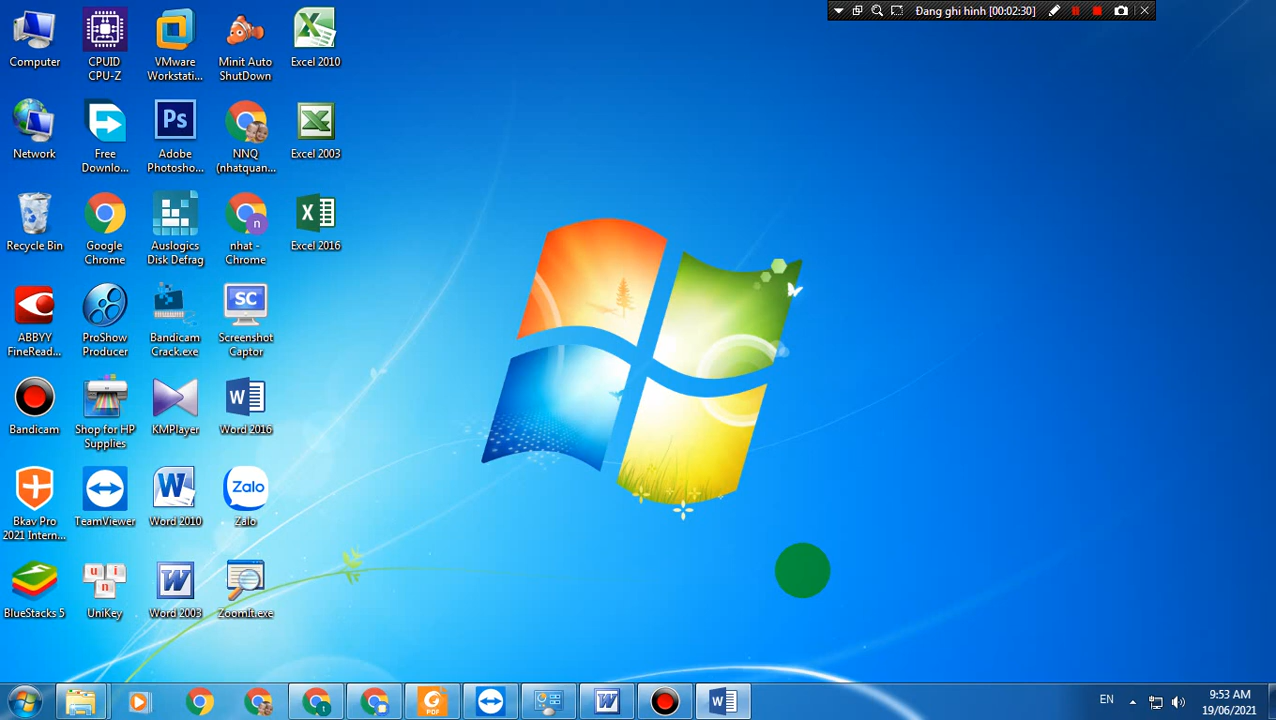 Đang ghi hình [00:02:30]
Computer
CPUID
CPU-Z
VMware
Workstati...
Minit Auto
ShutDown
Excel 2010
Network
Free
Downlo...
Ps
Adobe
Photosho...
NNQ
(nhatquan...
Excel 2003
Recycle Bin
Google
Chrome
Auslogics
Disk Defrag
n
nhat -
Chrome
X
Excel 2016
ABBYY
FineRead...
ProShow
Producer
Bandicam
Crack.exe
SC
Screenshot
Captor
Bandicam
Shop for HP
Supplies
KMPlayer
W
Word 2016
Bkav Pro
2021 Intern...
TeamViewer
W
Word 2010
Zalo
Zalo
BlueStacks 5
u i
n
UniKey
W
Word 2003
ZoomIt.exe
t
PDF
W
W
EN
9:53 AM
19/06/2021